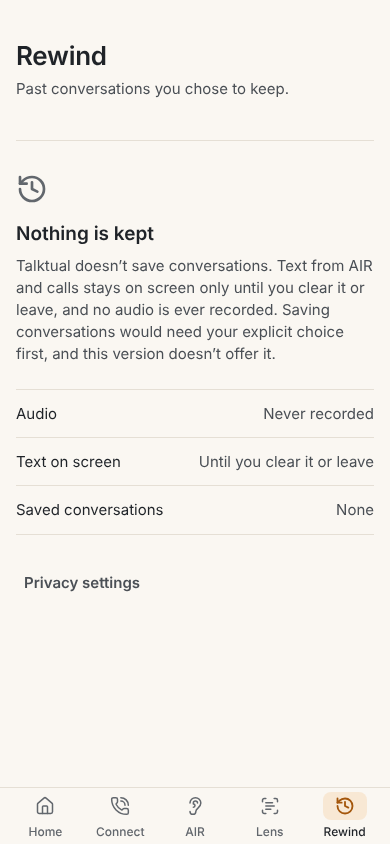 Rewind
Past conversations you chose to keep.
Nothing is kept
Talktual doesn’t save conversations. Text from AIR
and calls stays on screen only until you clear it or
leave, and no audio is ever recorded. Saving
conversations would need your explicit choice
first, and this version doesn’t offer it.
Audio Never recorded
Text on screen Until you clear it or leave
Saved conversations None
Privacy settings
Home Connect AIR Lens Rewind